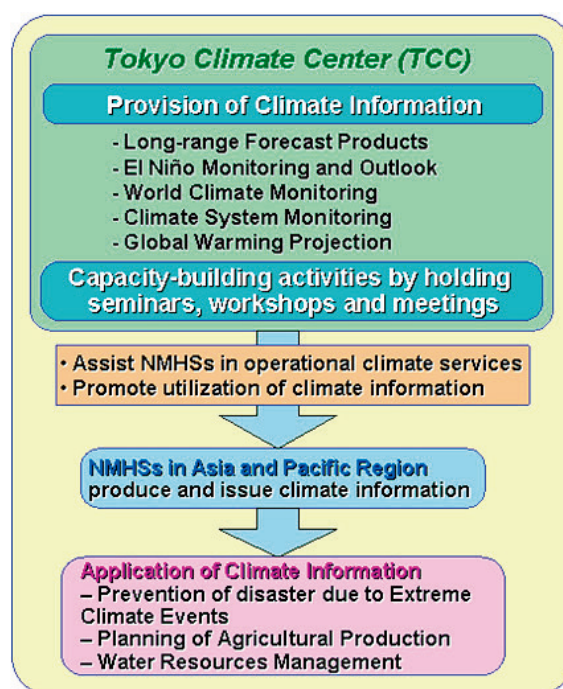 Tokyo Climate Center (TCC)
Provision of Climate Information
- Long-range Forecast Products
- El Niño Monitoring and Outlook
- World Climate Monitoring
- Climate System Monitoring
- Global Warming Projection
Capacity-building activities by holding
seminars, workshops and meetings
• Assist NMHSs in operational climate services
• Promote utilization of climate information
NMHSs in Asia and Pacific Region
produce and issue climate information
Application of Climate Information
– Prevention of disaster due to Extreme
Climate Events
– Planning of Agricultural Production
– Water Resources Management